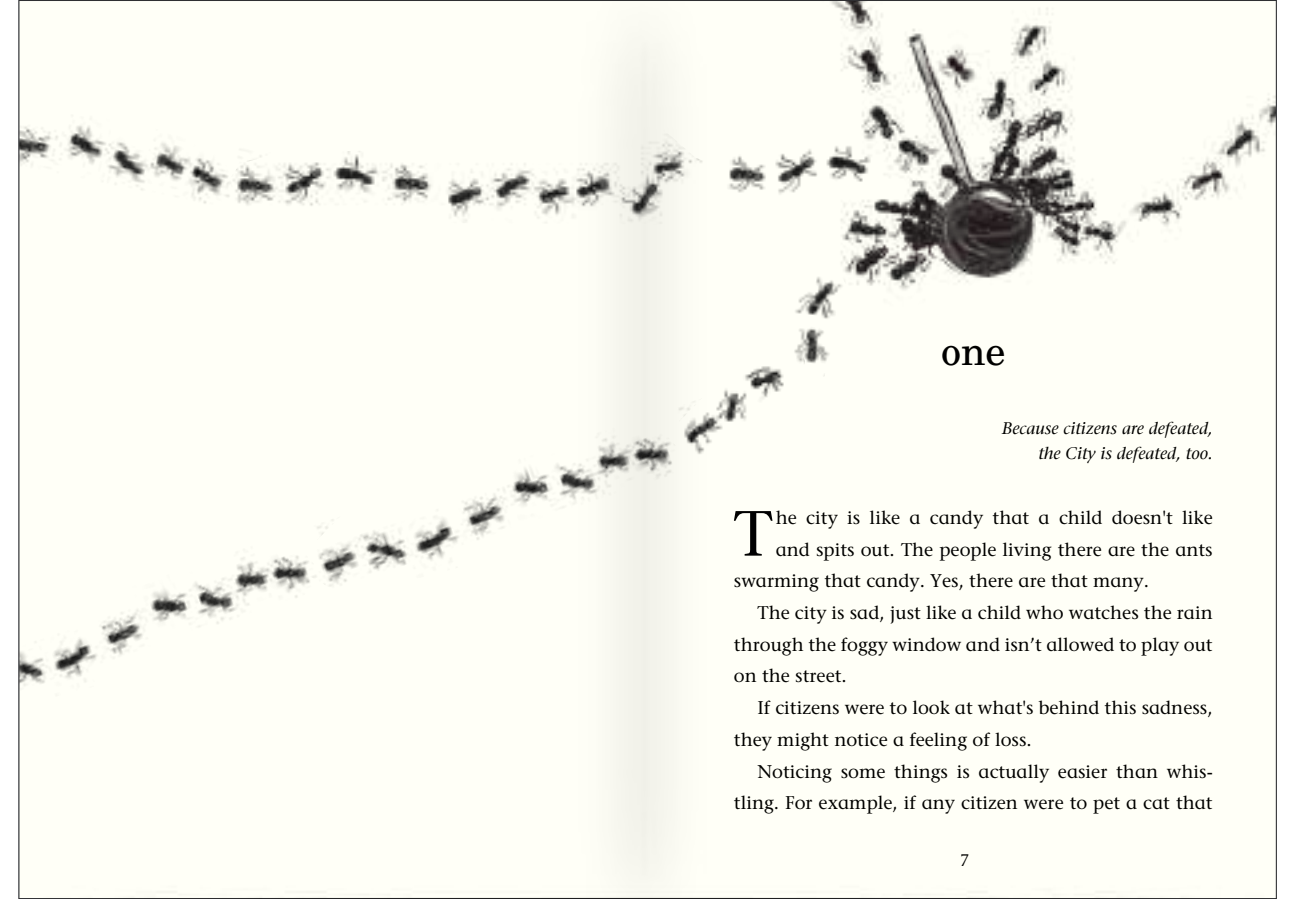 one
Because citizens are defeated,
the City is defeated, too.
The city is like a candy that a child doesn't like
and spits out. The people living there are the ants
swarming that candy. Yes, there are that many.
The city is sad, just like a child who watches the rain
through the foggy window and isn’t allowed to play out
on the street.
If citizens were to look at what's behind this sadness,
they might notice a feeling of loss.
Noticing some things is actually easier than whis-
tling. For example, if any citizen were to pet a cat that
7